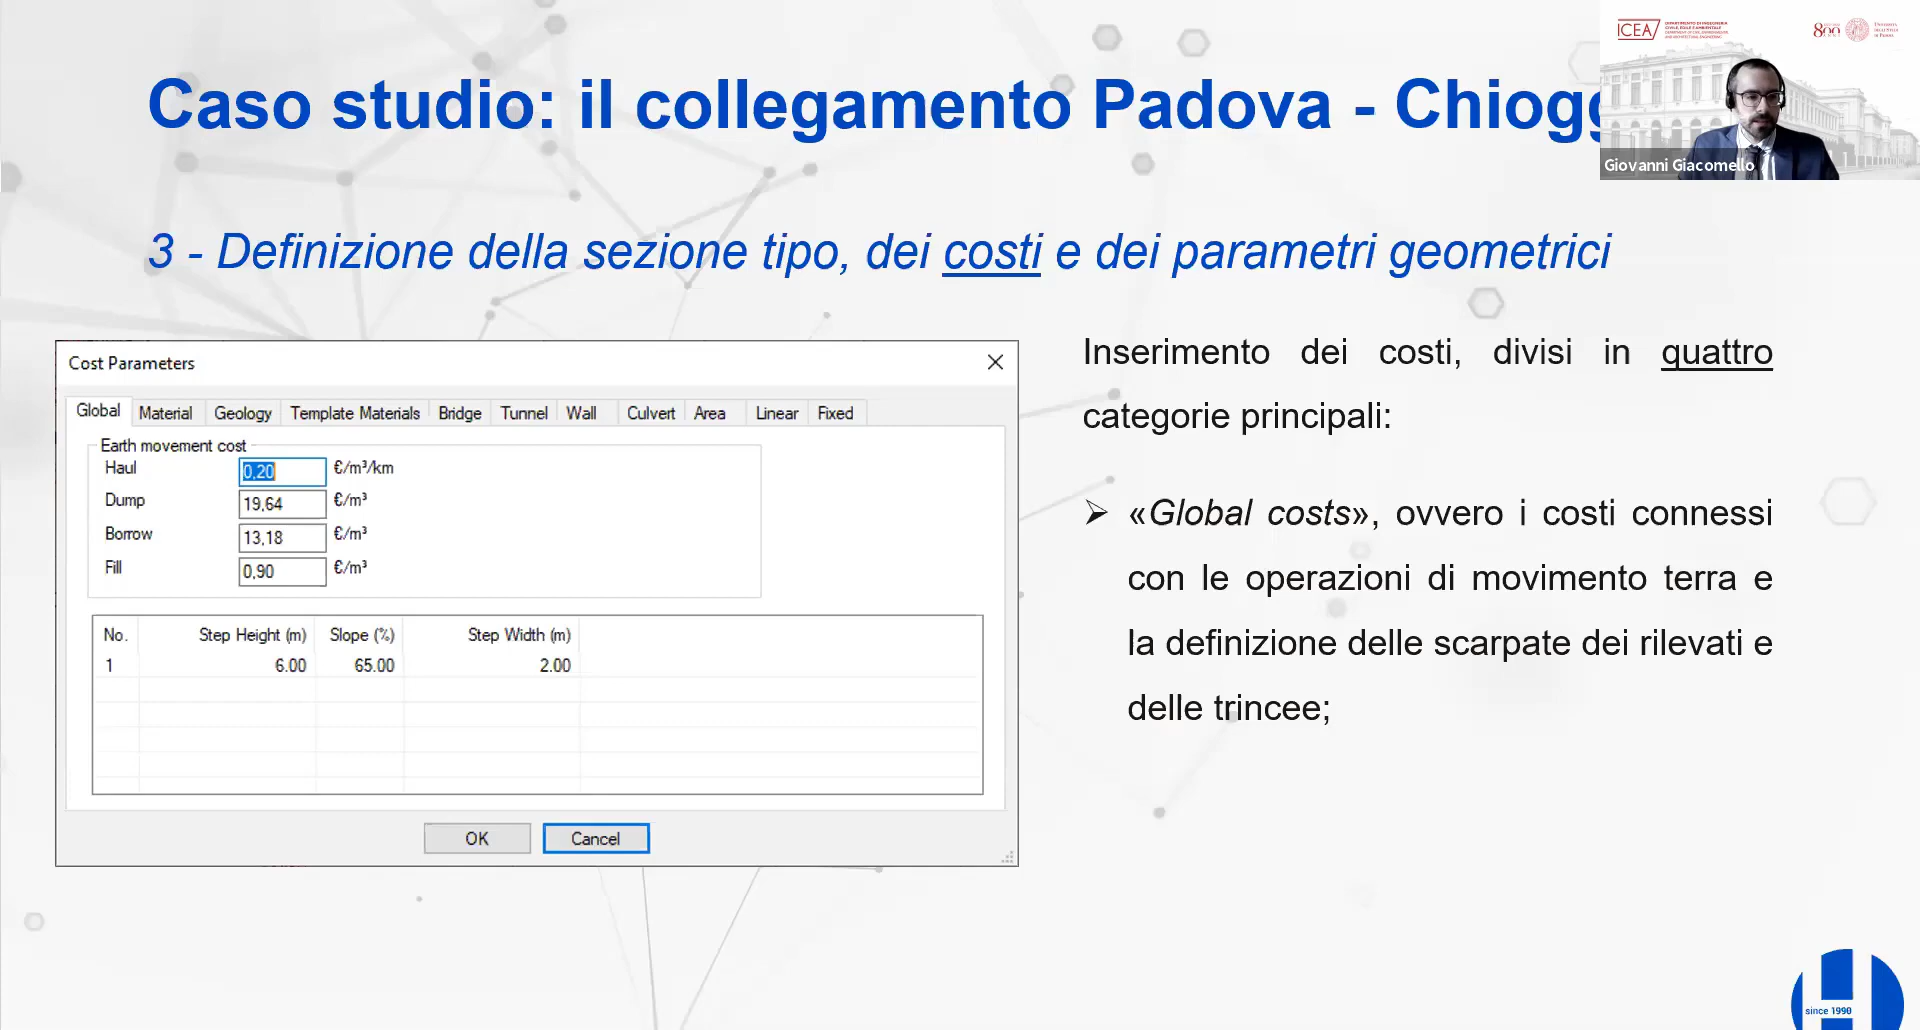 Caso studio: il collegamento Padova - Chiogg
ICEA
800
Giovanni Giacomello
3 - Definizione della sezione tipo, dei costi e dei parametri geometrici
Cost Parameters
Global Material Geology Template Materials Bridge Tunnel Wall Culvert Area Linear Fixed
Earth movement cost
Haul 0,20 €/m³/km
Dump 19,64 €/m³
Borrow 13,18 €/m³
Fill 0,90 €/m³
No. Step Height (m) Slope (%) Step Width (m)
1 6.00 65.00 2.00
OK Cancel
Inserimento dei costi, divisi in quattro
categorie principali:
➢ «Global costs», ovvero i costi connessi
con le operazioni di movimento terra e
la definizione delle scarpate dei rilevati e
delle trincee;
since 1990